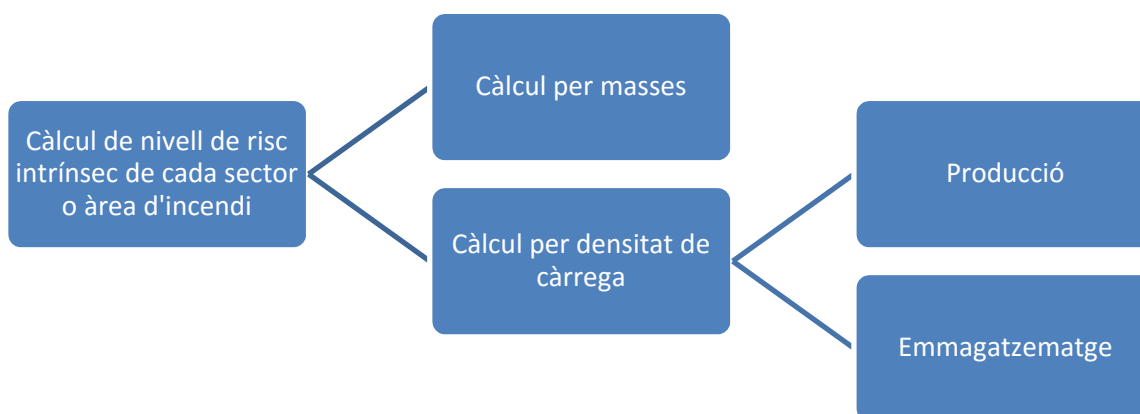 Càlcul de nivell de risc
intrínsec de cada sector
o àrea d'incendi
Càlcul per masses
Càlcul per densitat de
càrrega
Producció
Emmagatzematge